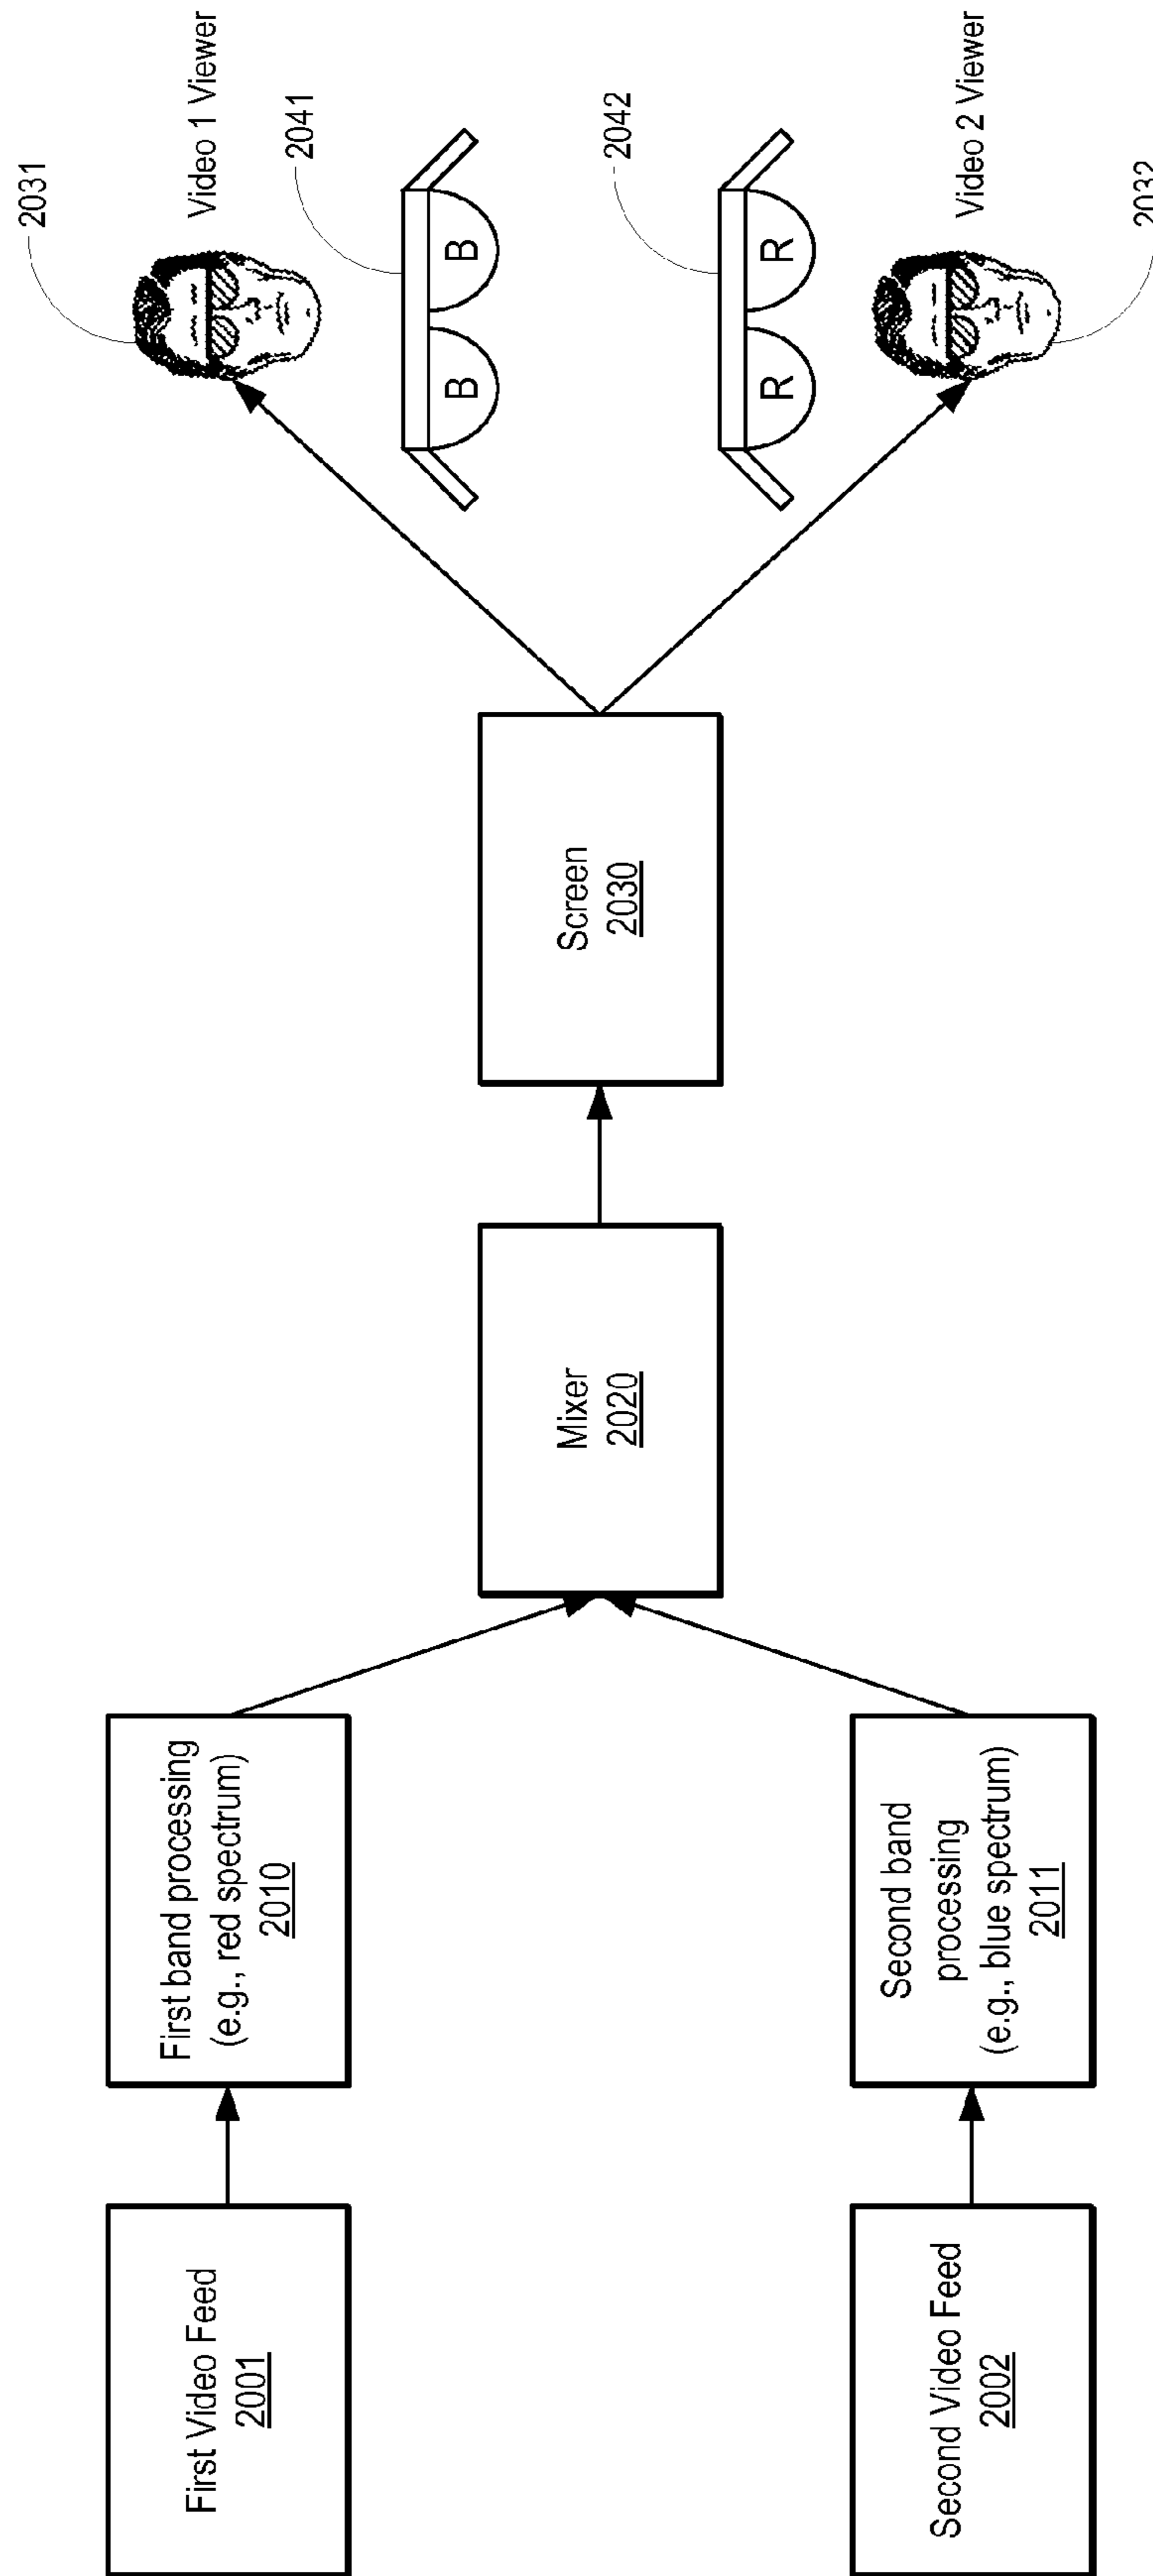 First Video Feed
2001
First band processing
(e.g., red spectrum)
2010
Second Video Feed
2002
Second band
processing
(e.g., blue spectrum)
2011
Mixer
2020
Screen
2030
2031
Video 1 Viewer
2041
B
B
2042
R
R
Video 2 Viewer
2032